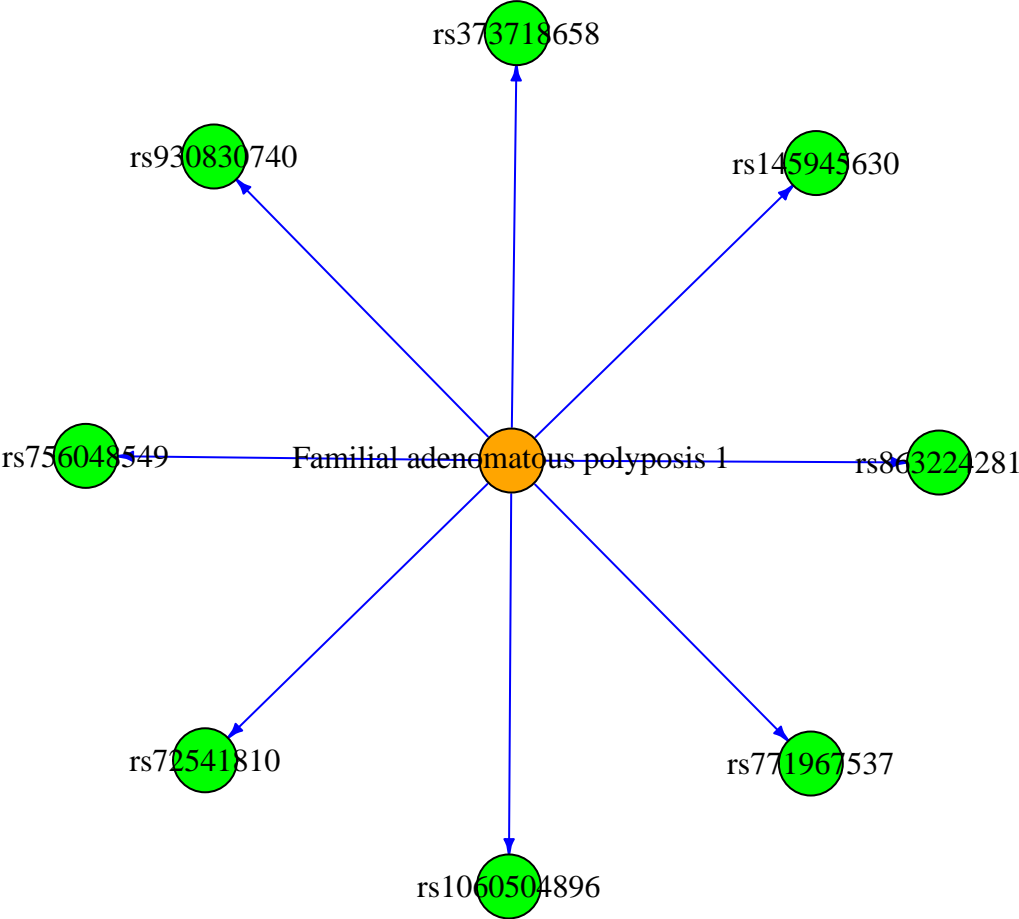 rs373718658
rs930830740
rs145945630
rs756048549
Familial adenomatous polyposis 1
rs863224281
rs72541810
rs771967537
rs1060504896